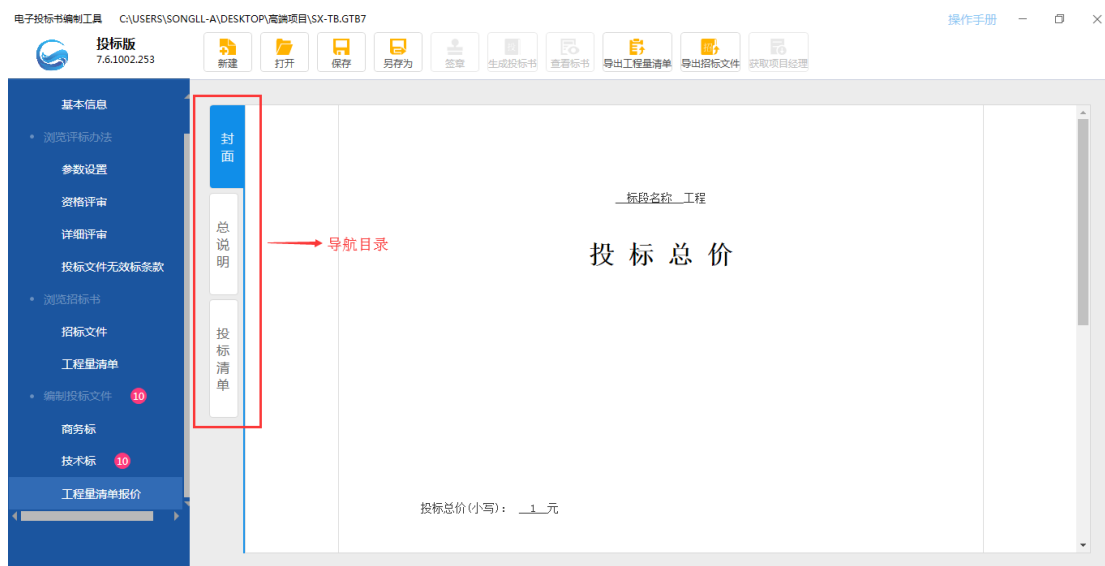 电子投标书编制工具 C:\USERS\SONGLL-A\DESKTOP\高端项目\SX-TB.GTB7
操作手册
投标版
7.6.1002.253
新建
打开
保存
另存为
签章
生成投标书
查看标书
导出工程量清单
导出招标文件
获取项目经理
基本信息
浏览评标办法
参数设置
资格评审
详细评审
投标文件无效标条款
浏览招标书
招标文件
工程量清单
编制投标文件 10
商务标
技术标 10
工程量清单报价
封面
总说明
投标清单
导航目录
标段名称 工程
投标总价
投标总价(小写): 1 元